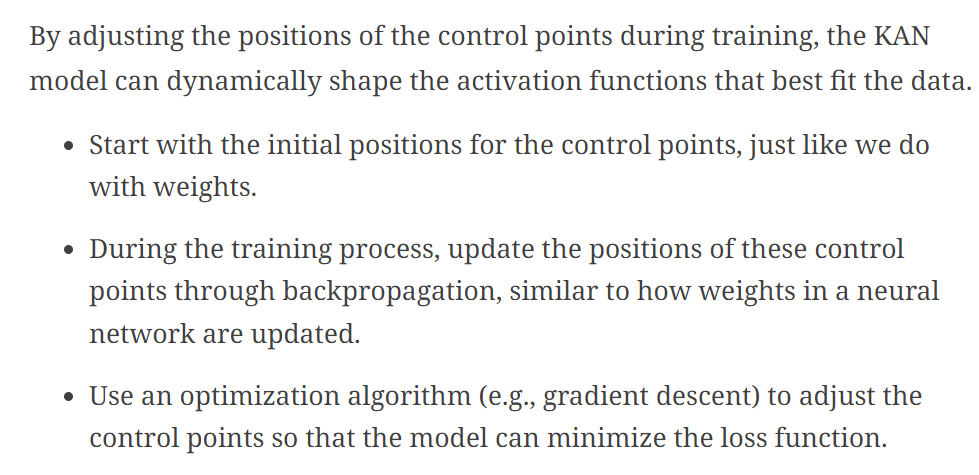 By adjusting the positions of the control points during training, the KAN
model can dynamically shape the activation functions that best fit the data.
• Start with the initial positions for the control points, just like we do
with weights.
• During the training process, update the positions of these control
points through backpropagation, similar to how weights in a neural
network are updated.
• Use an optimization algorithm (e.g., gradient descent) to adjust the
control points so that the model can minimize the loss function.